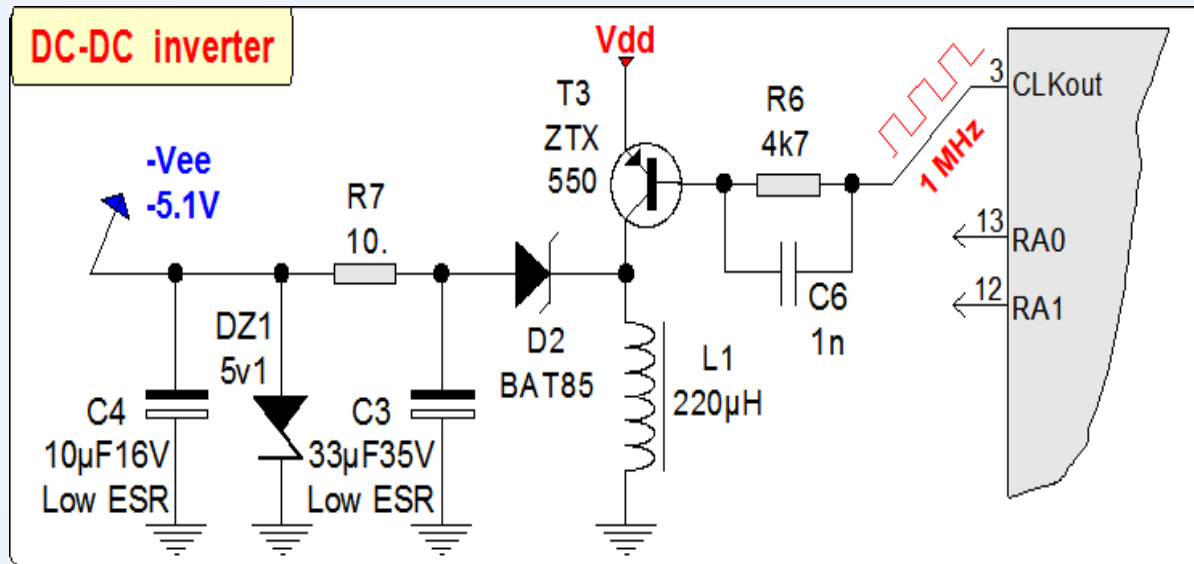 DC-DC inverter
Vdd
T3
ZTX
550
R6
4k7
1 MHz
3
CLKout
-Vee
-5.1V
R7
10.
13
RA0
12
RA1
C6
1n
DZ1
5v1
D2
BAT85
L1
220µH
C4
10µF16V
Low ESR
C3
33µF35V
Low ESR